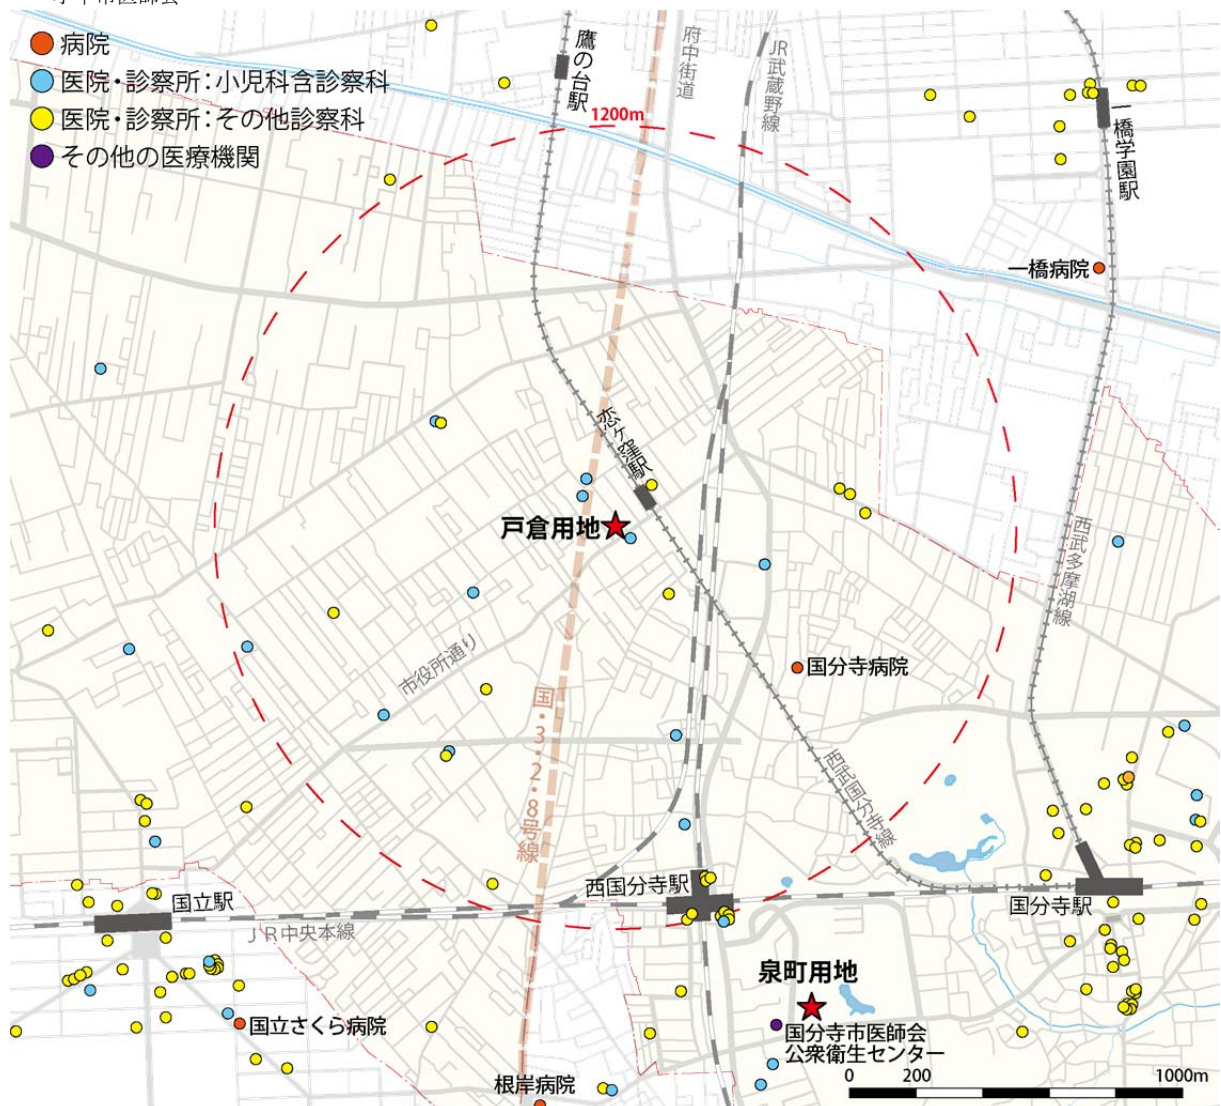 病院
医院・診察所：小児科含診察科
医院・診察所：その他診察科
その他の医療機関
鷹の台駅
府中街道
JR武蔵野線
1200m
一橋学園駅
一橋病院
恋ヶ窪駅
戸倉用地
西武多摩湖線
市役所通り
国分寺病院
国・3・2・8号線
西武国分寺線
西国分寺駅
国立駅
JR中央本線
国分寺駅
泉町用地
国立さくら病院
国分寺市医師会
公衆衛生センター
根岸病院
0 200 1000m